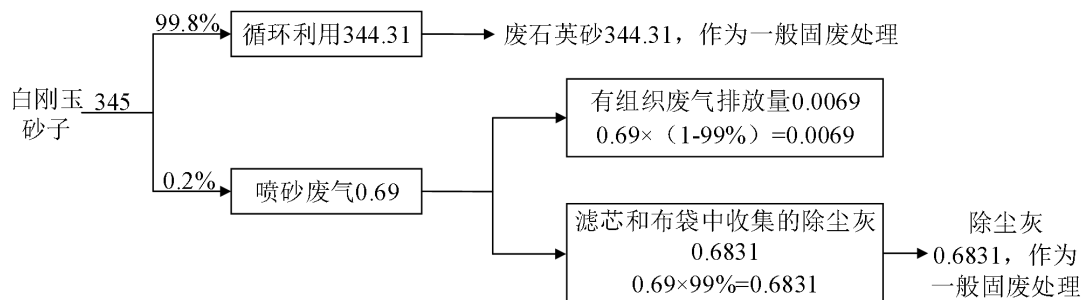 白刚玉
砂子
345
99.8%
循环利用344.31
废石英砂344.31，作为一般固废处理
0.2%
喷砂废气0.69
有组织废气排放量0.0069
0.69×（1-99%）=0.0069
滤芯和布袋中收集的除尘灰
0.6831
0.69×99%=0.6831
除尘灰
0.6831，作为
一般固废处理